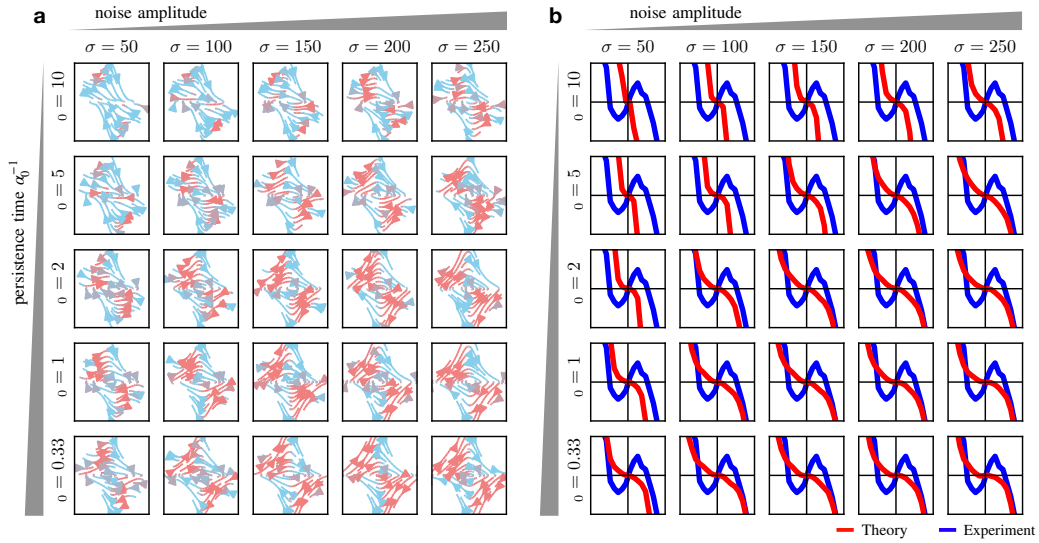 a
noise amplitude
σ = 50 σ = 100 σ = 150 σ = 200 σ = 250
persistence time α₀⁻¹
₀ = 10
₀ = 5
₀ = 2
₀ = 1
₀ = 0.33
b
noise amplitude
σ = 50 σ = 100 σ = 150 σ = 200 σ = 250
₀ = 10
₀ = 5
₀ = 2
₀ = 1
₀ = 0.33
Theory Experiment